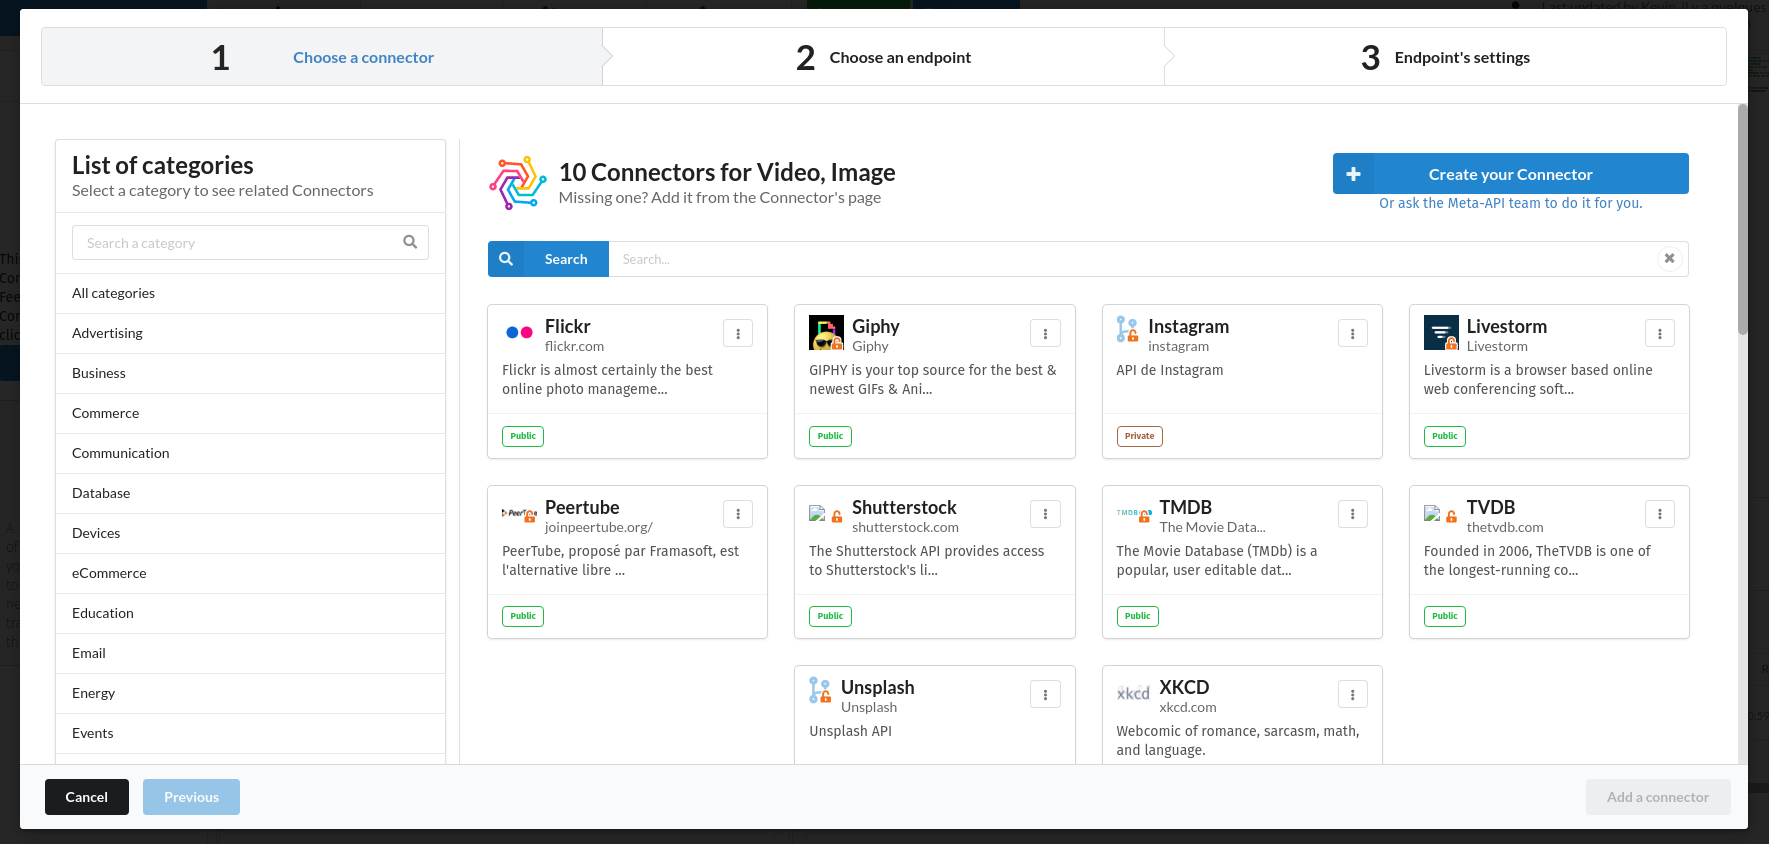 Last updated by Kevin, il y a quelques
1 Choose a connector
2 Choose an endpoint
3 Endpoint's settings
List of categories
Select a category to see related Connectors
Search a category
All categories
Advertising
Business
Commerce
Communication
Database
Devices
eCommerce
Education
Email
Energy
Events
10 Connectors for Video, Image
Missing one? Add it from the Connector's page
Create your Connector
Or ask the Meta-API team to do it for you.
Search
Search...
Flickr
flickr.com
Flickr is almost certainly the best
online photo manageme...
Public
Giphy
Giphy
GIPHY is your top source for the best &
newest GIFs & Ani...
Public
Instagram
instagram
API de Instagram
Private
Livestorm
Livestorm
Livestorm is a browser based online
web conferencing soft...
Public
Peertube
joinpeertube.org/
PeerTube, proposé par Framasoft, est
l'alternative libre ...
Public
Shutterstock
shutterstock.com
The Shutterstock API provides access
to Shutterstock's li...
Public
TMDB
TMDB
The Movie Data...
The Movie Database (TMDb) is a
popular, user editable dat...
Public
TVDB
thetvdb.com
Founded in 2006, TheTVDB is one of
the longest-running co...
Public
Unsplash
Unsplash
Unsplash API
xkcd
XKCD
xkcd.com
Webcomic of romance, sarcasm, math,
and language.
Cancel
Previous
Add a connector